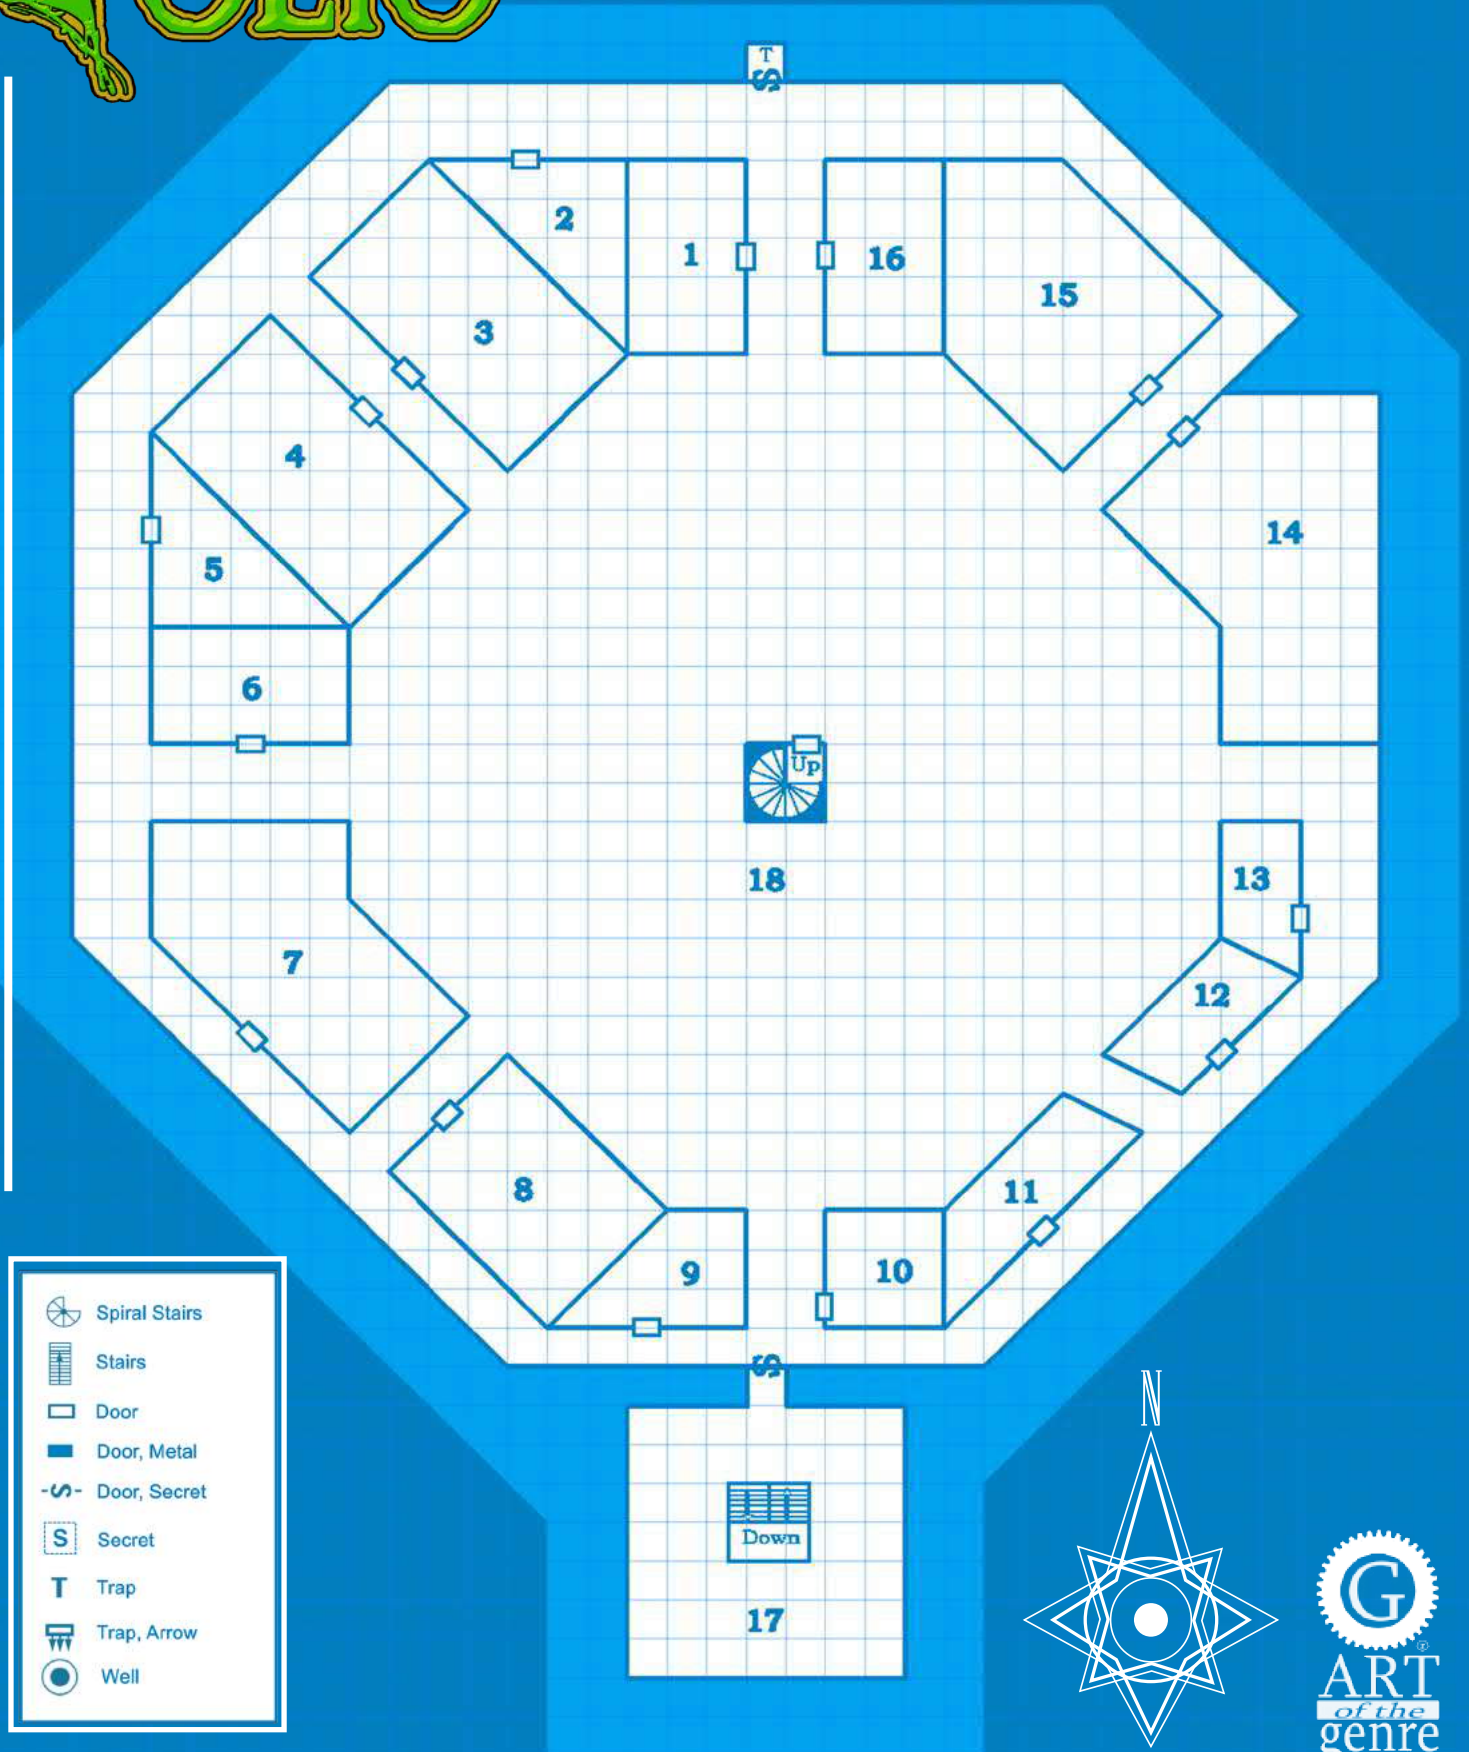 OLIO
T
S
2
1
16
15
3
4
14
5
6
Up
18
13
7
12
8
11
9
10
S
Down
17
Spiral Stairs
Stairs
Door
Door, Metal
-S- Door, Secret
S Secret
T Trap
Trap, Arrow
Well
N
G
®
ART
of the
genre